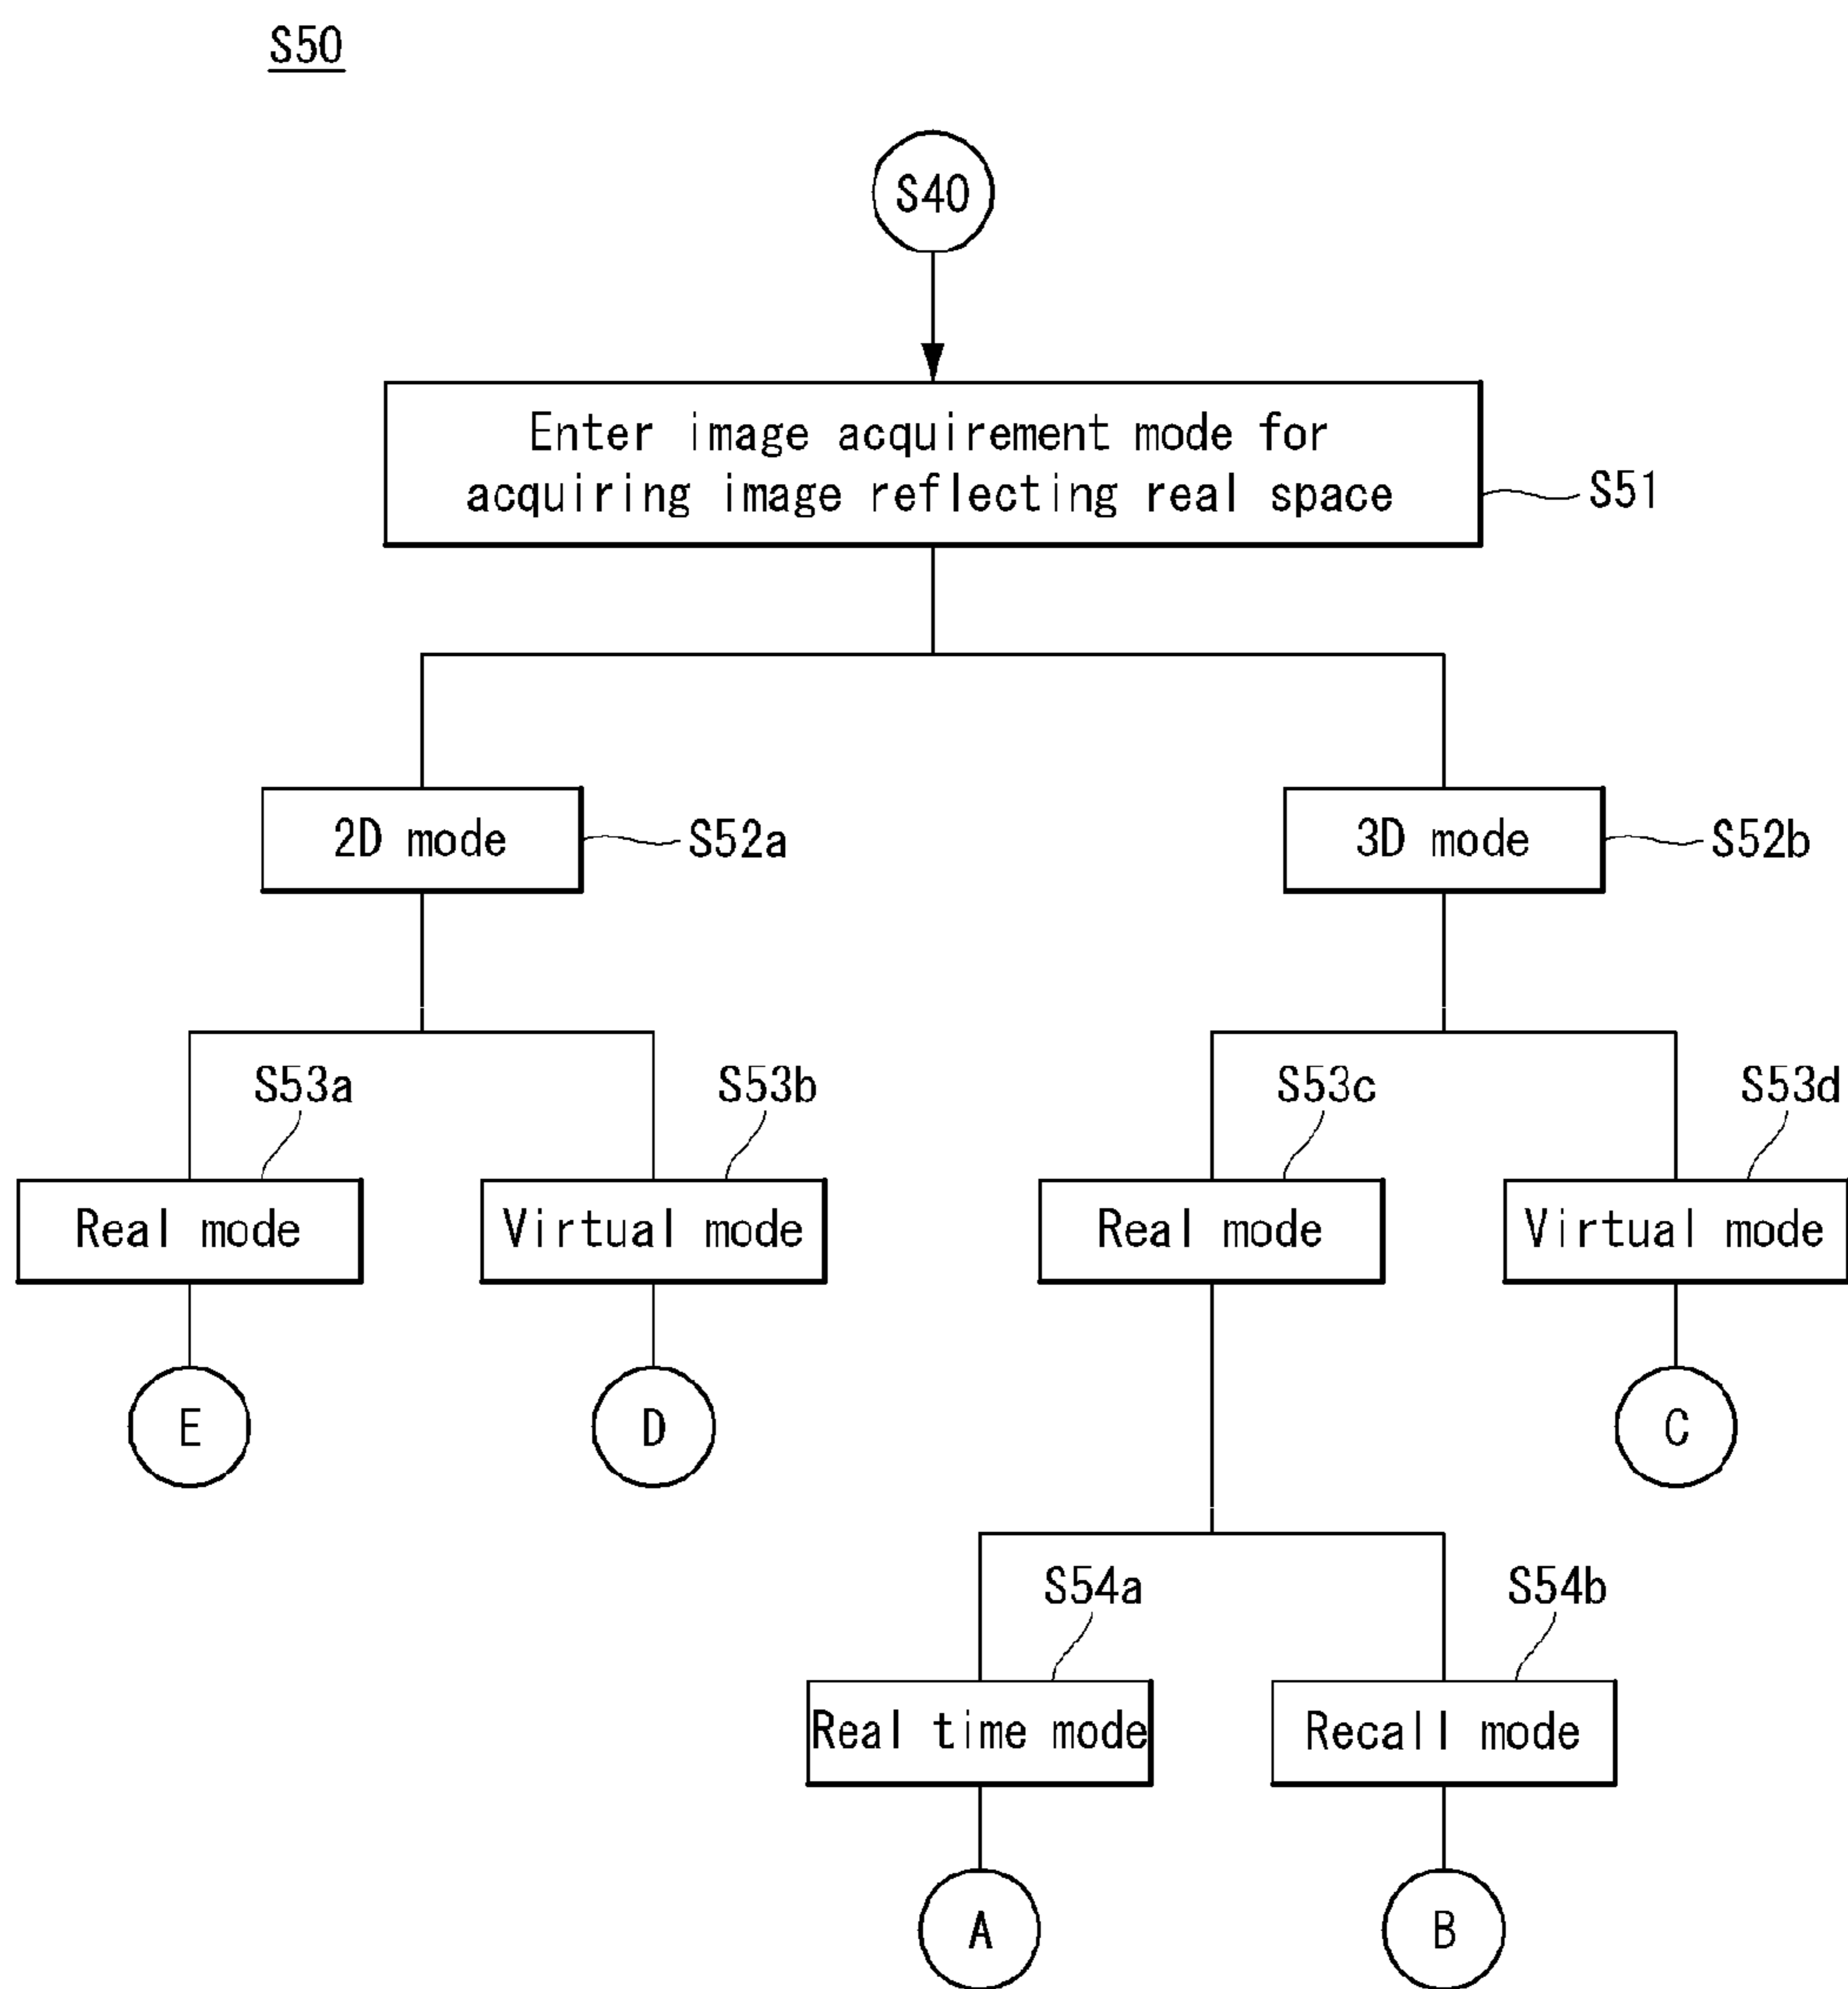 S50
S40
Enter image acquirement mode for
acquiring image reflecting real space
S51
2D mode
S52a
3D mode
S52b
S53a
S53b
S53c
S53d
Real mode
Virtual mode
Real mode
Virtual mode
E
D
C
S54a
S54b
Real time mode
Recall mode
A
B